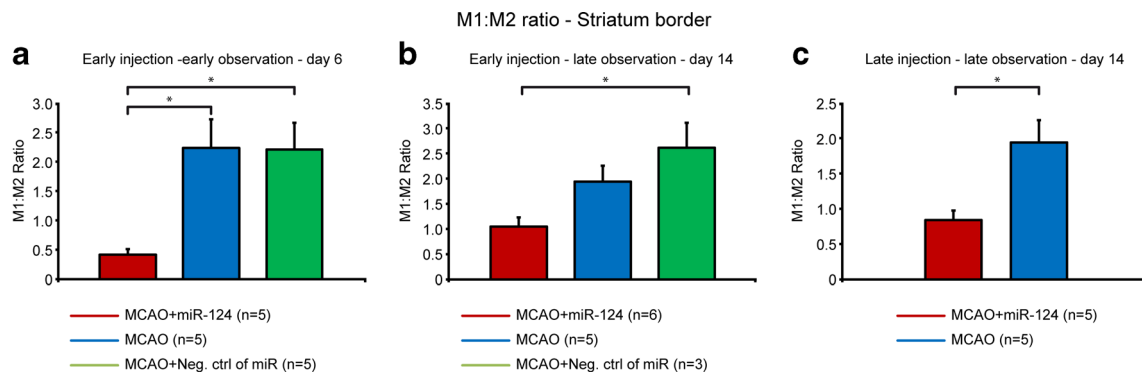 M1:M2 ratio - Striatum border
a
Early injection -early observation - day 6
*
*
3.0
2.5
2.0
1.5
1.0
0.5
0
M1:M2 Ratio
MCAO+miR-124 (n=5)
MCAO (n=5)
MCAO+Neg. ctrl of miR (n=5)
b
Early injection - late observation - day 14
*
3.5
3.0
2.5
2.0
1.5
1.0
0.5
0
M1:M2 Ratio
MCAO+miR-124 (n=6)
MCAO (n=5)
MCAO+Neg. ctrl of miR (n=3)
c
Late injection - late observation - day 14
*
2.5
2.0
1.5
1.0
0.5
0
M1:M2 Ratio
MCAO+miR-124 (n=5)
MCAO (n=5)